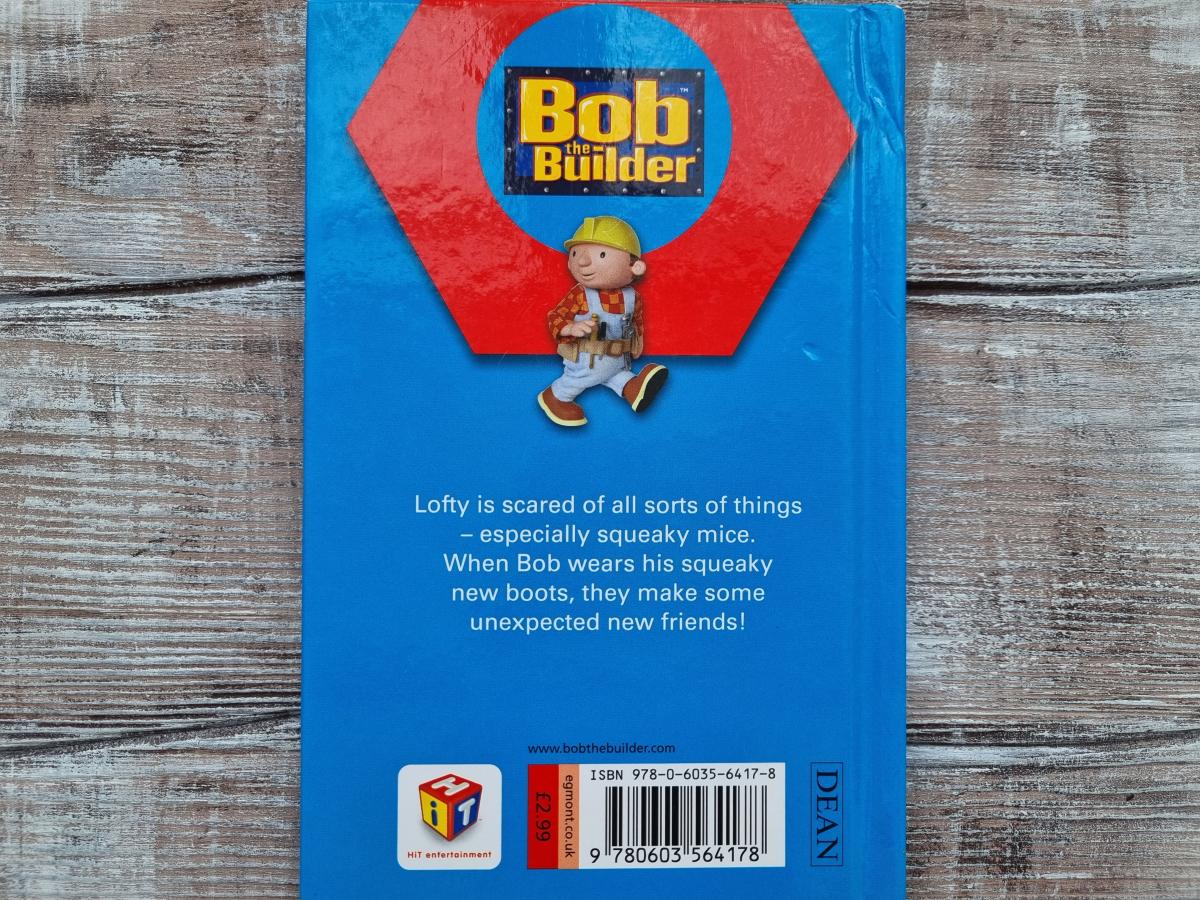 Bob
the
Builder™
Lofty is scared of all sorts of things
– especially squeaky mice.
When Bob wears his squeaky
new boots, they make some
unexpected new friends!
www.bobthebuilder.com
HiT
HiT entertainment
£2.99
egmont.co.uk
ISBN 978-0-6035-6417-8
9 780603 564178
DEAN